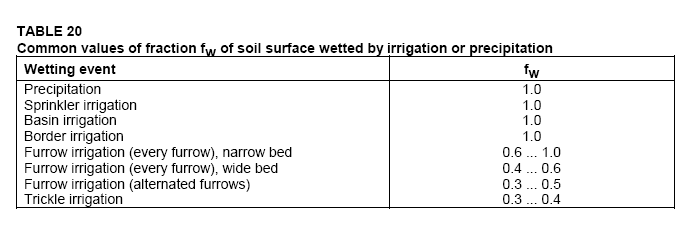 TABLE 20
Common values of fraction fw of soil surface wetted by irrigation or precipitation
Wetting event fw
Precipitation 1.0
Sprinkler irrigation 1.0
Basin irrigation 1.0
Border irrigation 1.0
Furrow irrigation (every furrow), narrow bed 0.6 ... 1.0
Furrow irrigation (every furrow), wide bed 0.4 ... 0.6
Furrow irrigation (alternated furrows) 0.3 ... 0.5
Trickle irrigation 0.3 ... 0.4